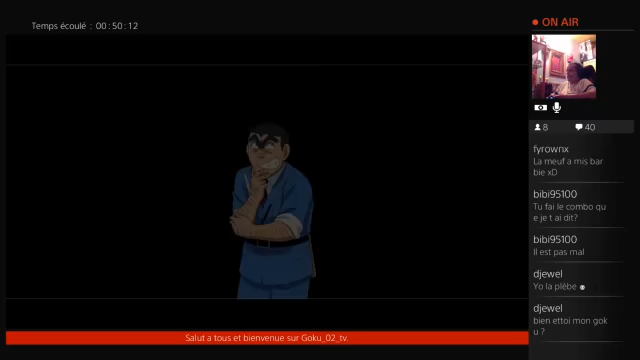 Temps écoulé : 00:50:12
ON AIR
8
40
fyrownx
La meuf a mis bar
bie xD
bibi95100
Tu fai le combo qu
e je t ai dit?
bibi95100
Il est pas mal
djewel
Yo la plèbe
djewel
bien ettoi mon gok
u ?
Salut a tous et bienvenue sur Goku_02_tv.